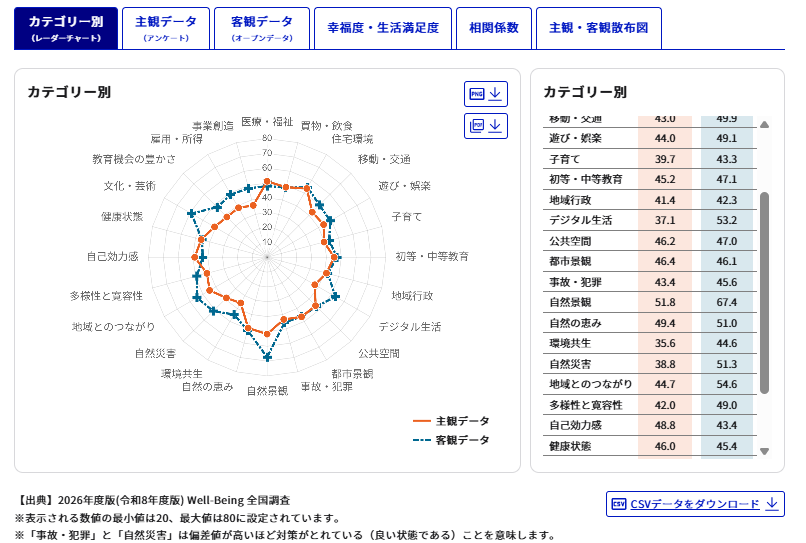 カテゴリー別
(レーダーチャート)
主観データ
(アンケート)
客観データ
(オープンデータ)
幸福度・生活満足度
相関係数
主観・客観散布図
カテゴリー別
PNG
PDF
医療・福祉
買物・飲食
住宅環境
移動・交通
遊び・娯楽
子育て
初等・中等教育
地域行政
デジタル生活
公共空間
都市景観
事故・犯罪
自然景観
自然の恵み
環境共生
自然災害
地域とのつながり
多様性と寛容性
自己効力感
健康状態
文化・芸術
教育機会の豊かさ
雇用・所得
事業創造
80
70
60
50
40
30
20
10
主観データ
客観データ
カテゴリー別
移動・交通 43.0 49.9
遊び・娯楽 44.0 49.1
子育て 39.7 43.3
初等・中等教育 45.2 47.1
地域行政 41.4 42.3
デジタル生活 37.1 53.2
公共空間 46.2 47.0
都市景観 46.4 46.1
事故・犯罪 43.4 45.6
自然景観 51.8 67.4
自然の恵み 49.4 51.0
環境共生 35.6 44.6
自然災害 38.8 51.3
地域とのつながり 44.7 54.6
多様性と寛容性 42.0 49.0
自己効力感 48.8 43.4
健康状態 46.0 45.4
【出典】2026年度版(令和8年度版) Well-Being 全国調査
※表示される数値の最小値は20、最大値は80に設定されています。
※「事故・犯罪」と「自然災害」は偏差値が高いほど対策がとれている（良い状態である）ことを意味します。
CSV CSVデータをダウンロード